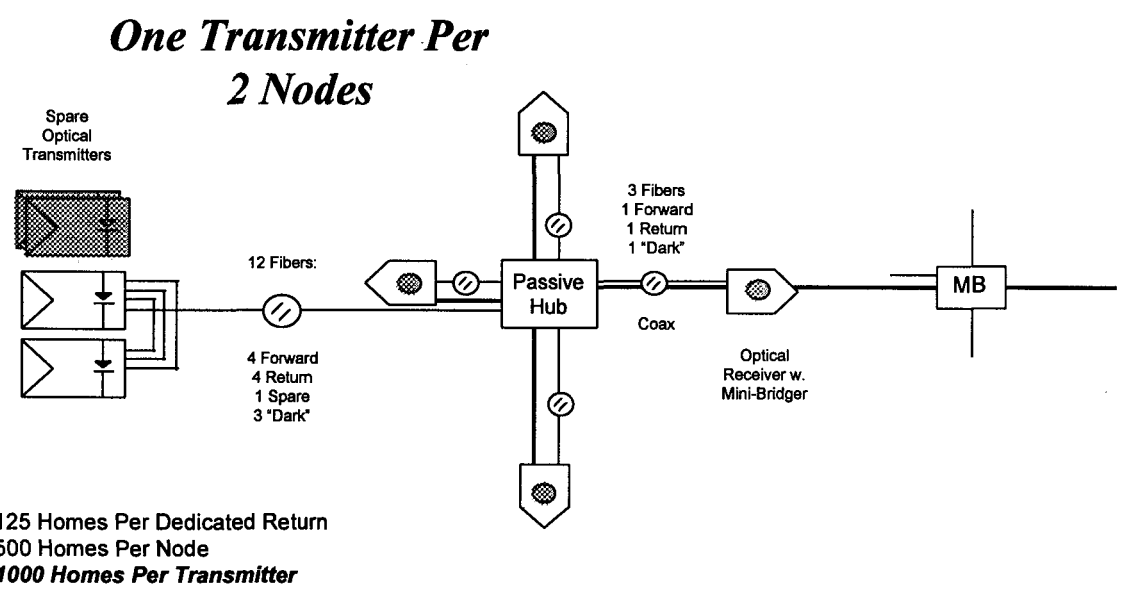 One Transmitter Per
2 Nodes
Spare
Optical
Transmitters
12 Fibers:
4 Forward
4 Return
1 Spare
3 "Dark"
Passive
Hub
3 Fibers
1 Forward
1 Return
1 "Dark"
Coax
Optical
Receiver w.
Mini-Bridger
MB
125 Homes Per Dedicated Return
500 Homes Per Node
1000 Homes Per Transmitter